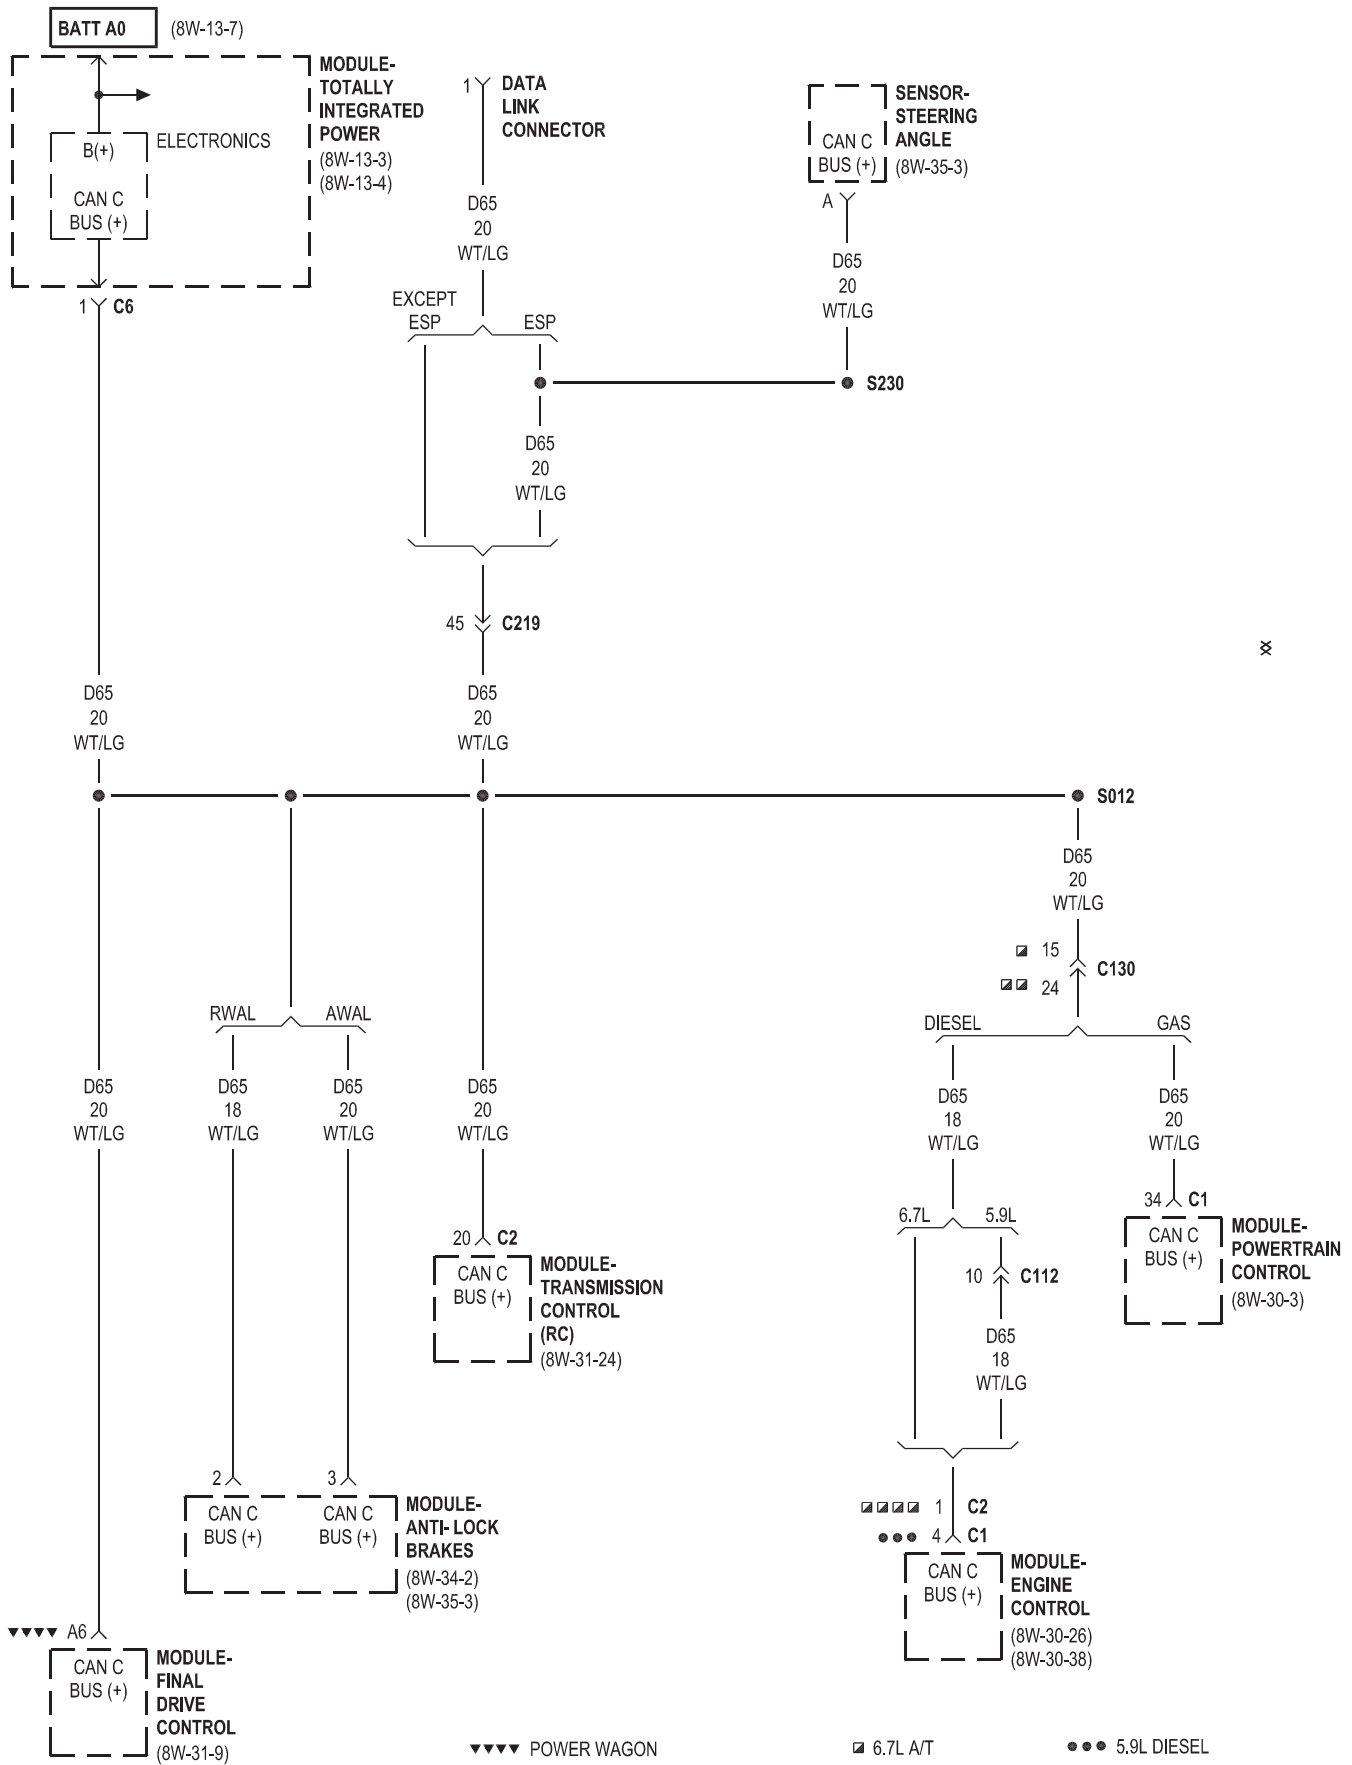 BATT A0
(8W-13-7)
MODULE-
TOTALLY
INTEGRATED
POWER
(8W-13-3)
(8W-13-4)
B(+)
ELECTRONICS
CAN C
BUS (+)
1
C6
1
DATA
LINK
CONNECTOR
D65
20
WT/LG
EXCEPT
ESP
ESP
SENSOR-
STEERING
ANGLE
(8W-35-3)
CAN C
BUS (+)
A
D65
20
WT/LG
S230
D65
20
WT/LG
45
C219
D65
20
WT/LG
D65
20
WT/LG
S012
D65
20
WT/LG
15
C130
24
RWAL
AWAL
DIESEL
GAS
D65
20
WT/LG
D65
18
WT/LG
D65
20
WT/LG
D65
20
WT/LG
D65
18
WT/LG
D65
20
WT/LG
34
C1
CAN C
BUS (+)
MODULE-
POWERTRAIN
CONTROL
(8W-30-3)
6.7L
5.9L
10
C112
D65
18
WT/LG
20
C2
CAN C
BUS (+)
MODULE-
TRANSMISSION
CONTROL
(RC)
(8W-31-24)
2
3
CAN C
BUS (+)
CAN C
BUS (+)
MODULE-
ANTI- LOCK
BRAKES
(8W-34-2)
(8W-35-3)
1
C2
4
C1
CAN C
BUS (+)
MODULE-
ENGINE
CONTROL
(8W-30-26)
(8W-30-38)
A6
CAN C
BUS (+)
MODULE-
FINAL
DRIVE
CONTROL
(8W-31-9)
POWER WAGON
6.7L A/T
5.9L DIESEL